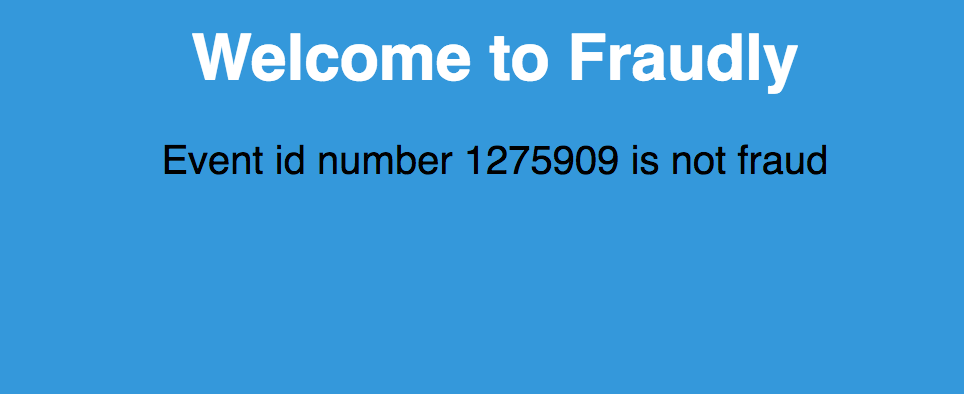 Welcome to Fraudly
Event id number 1275909 is not fraud